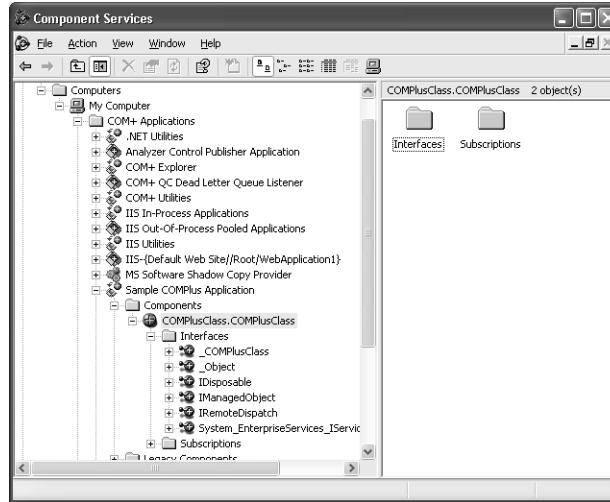 Component Services
File Action View Window Help
Computers
My Computer
COM+ Applications
.NET Utilities
Analyzer Control Publisher Application
COM+ Explorer
COM+ QC Dead Letter Queue Listener
COM+ Utilities
IIS In-Process Applications
IIS Out-Of-Process Pooled Applications
IIS Utilities
IIS-{Default Web Site//Root/WebApplication1}
MS Software Shadow Copy Provider
Sample COMPlus Application
Components
COMPlusClass.COMPlusClass
Interfaces
_COMPlusClass
_Object
IDisposable
IManagedObject
IRemoteDispatch
System_EnterpriseServices_IServic
Subscriptions
Legacy Components
COMPlusClass.COMPlusClass 2 object(s)
Interfaces Subscriptions